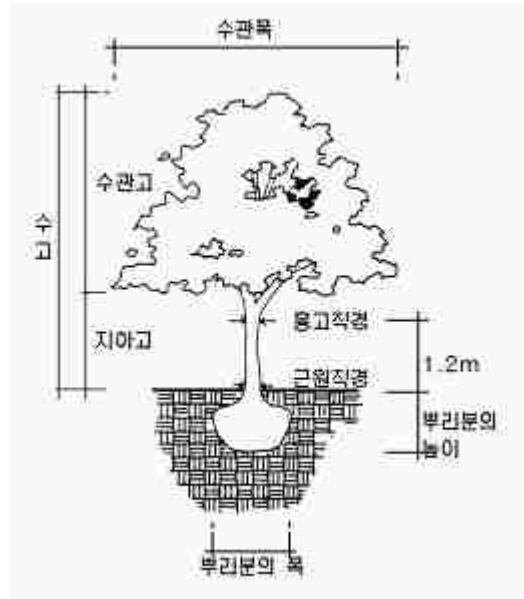 수관폭
수관고
수고
지하고
흉고직경
1.2m
근원직경
뿌리분의
높이
뿌리분의 폭